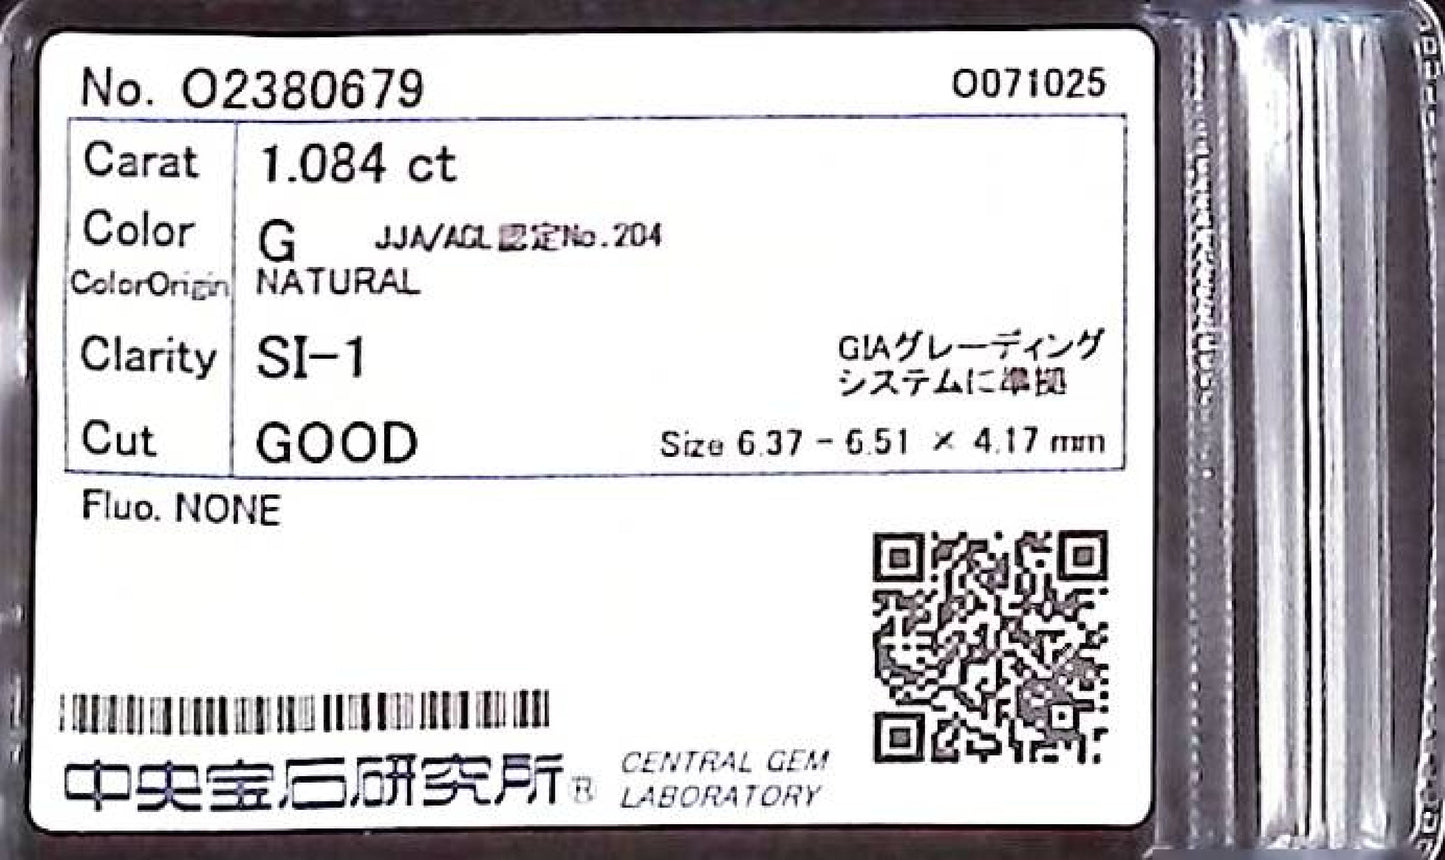 No. O2380679
O071025
Carat 1.084 ct
Color G JJA/AGL認定No.204
ColorOrigin NATURAL
Clarity SI-1
GIAグレーディング
システムに準拠
Cut GOOD Size 6.37 - 6.51 × 4.17 mm
Fluo. NONE
中央宝石研究所® CENTRAL GEM
LABORATORY